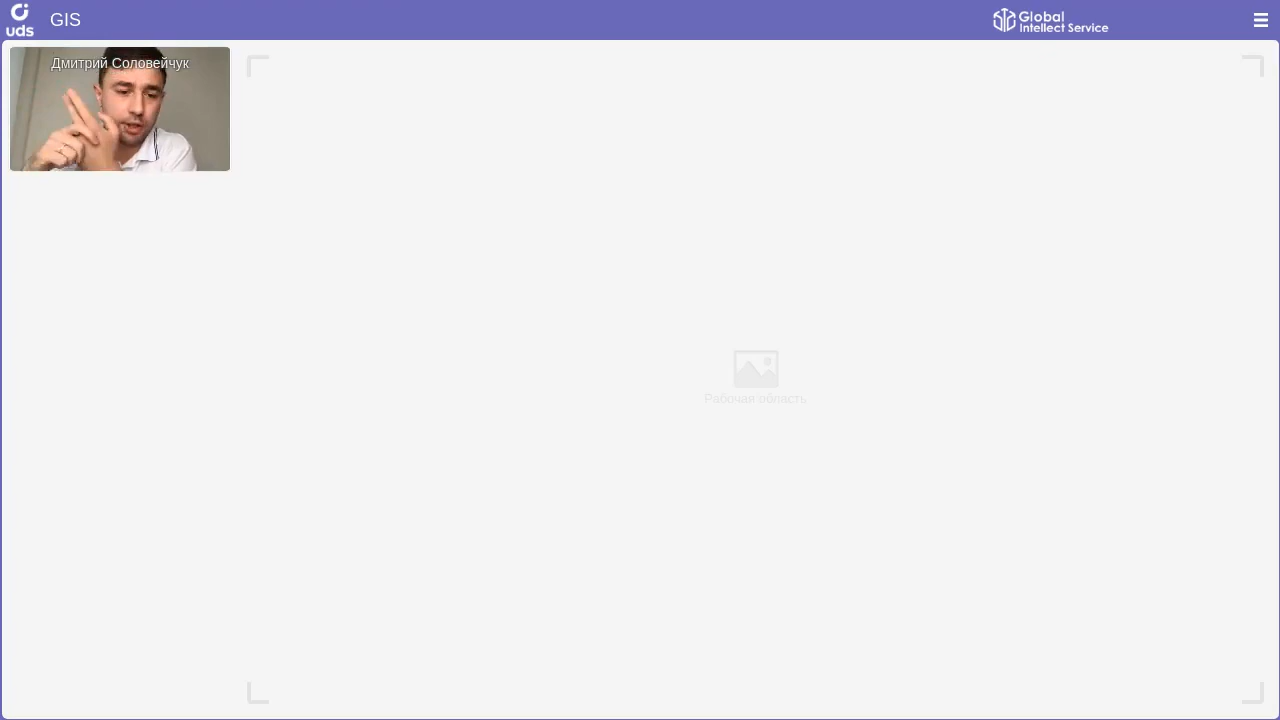 uds
GIS
Global
Intellect Service
Дмитрий Соловейчук
Рабочая область